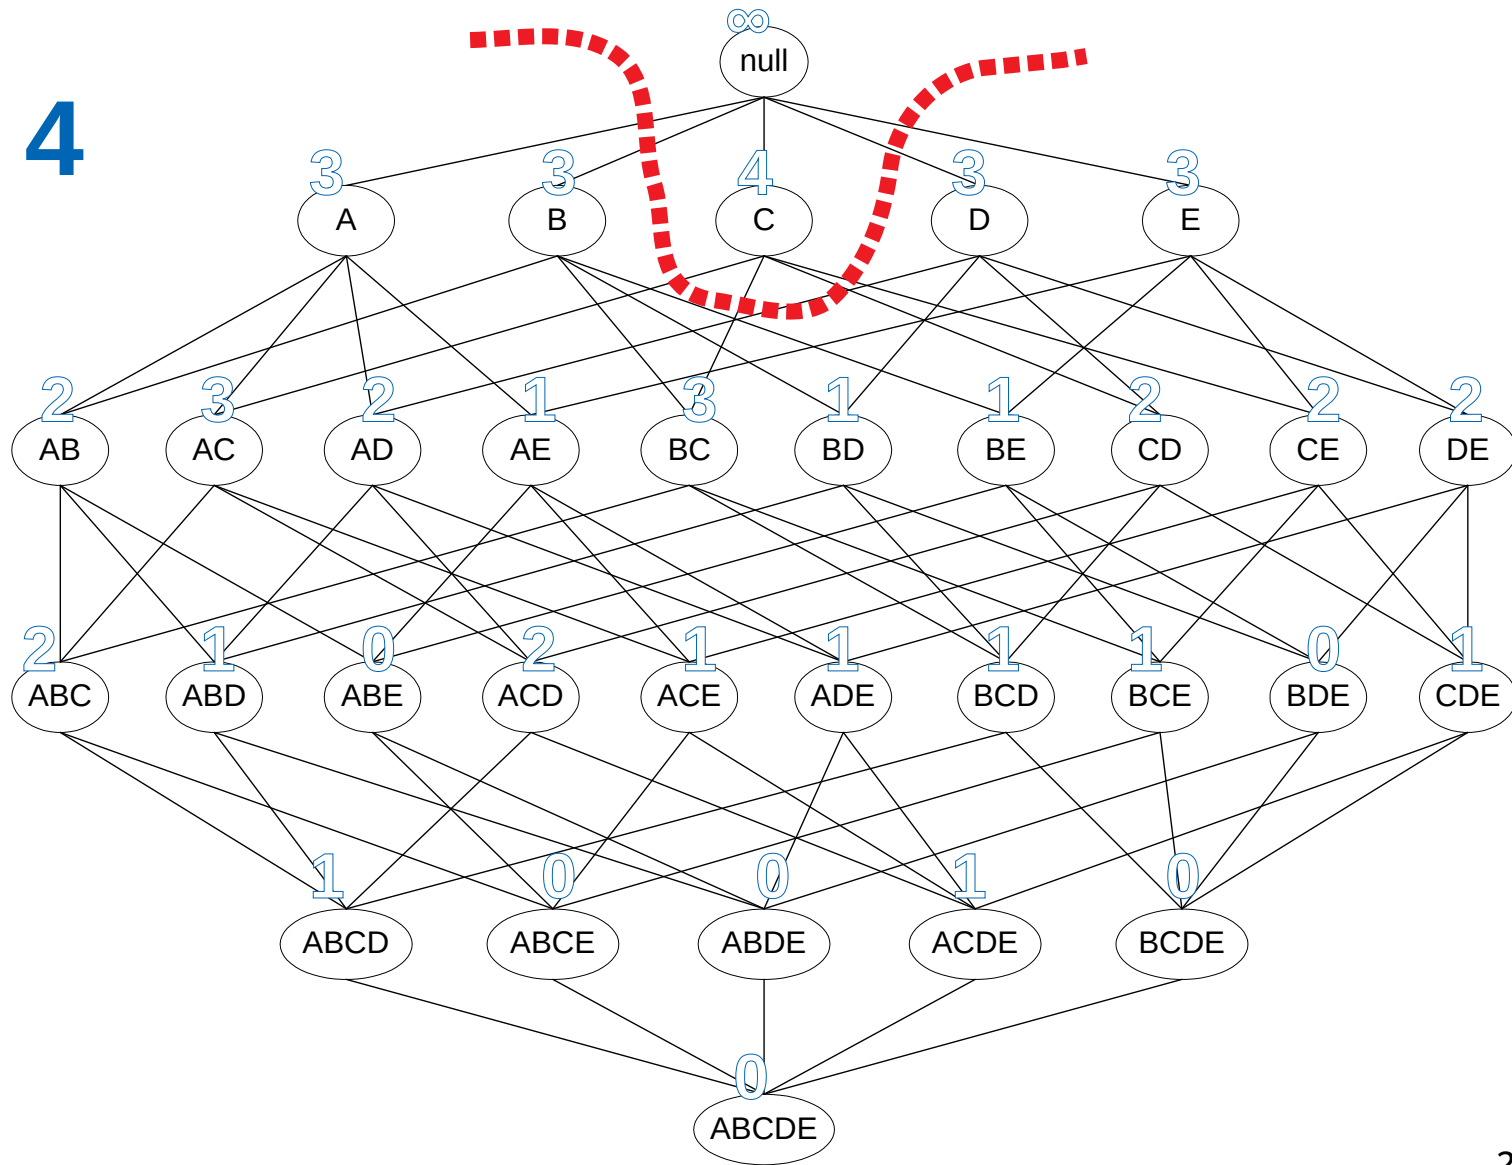 ∞
null
4
3 3 4 3 3
A B C D E
2 3 2 1 3 1 1 2 2 2
AB AC AD AE BC BD BE CD CE DE
2 1 0 2 1 1 1 1 0 1
ABC ABD ABE ACD ACE ADE BCD BCE BDE CDE
1 0 0 1 0
ABCD ABCE ABDE ACDE BCDE
0
ABCDE